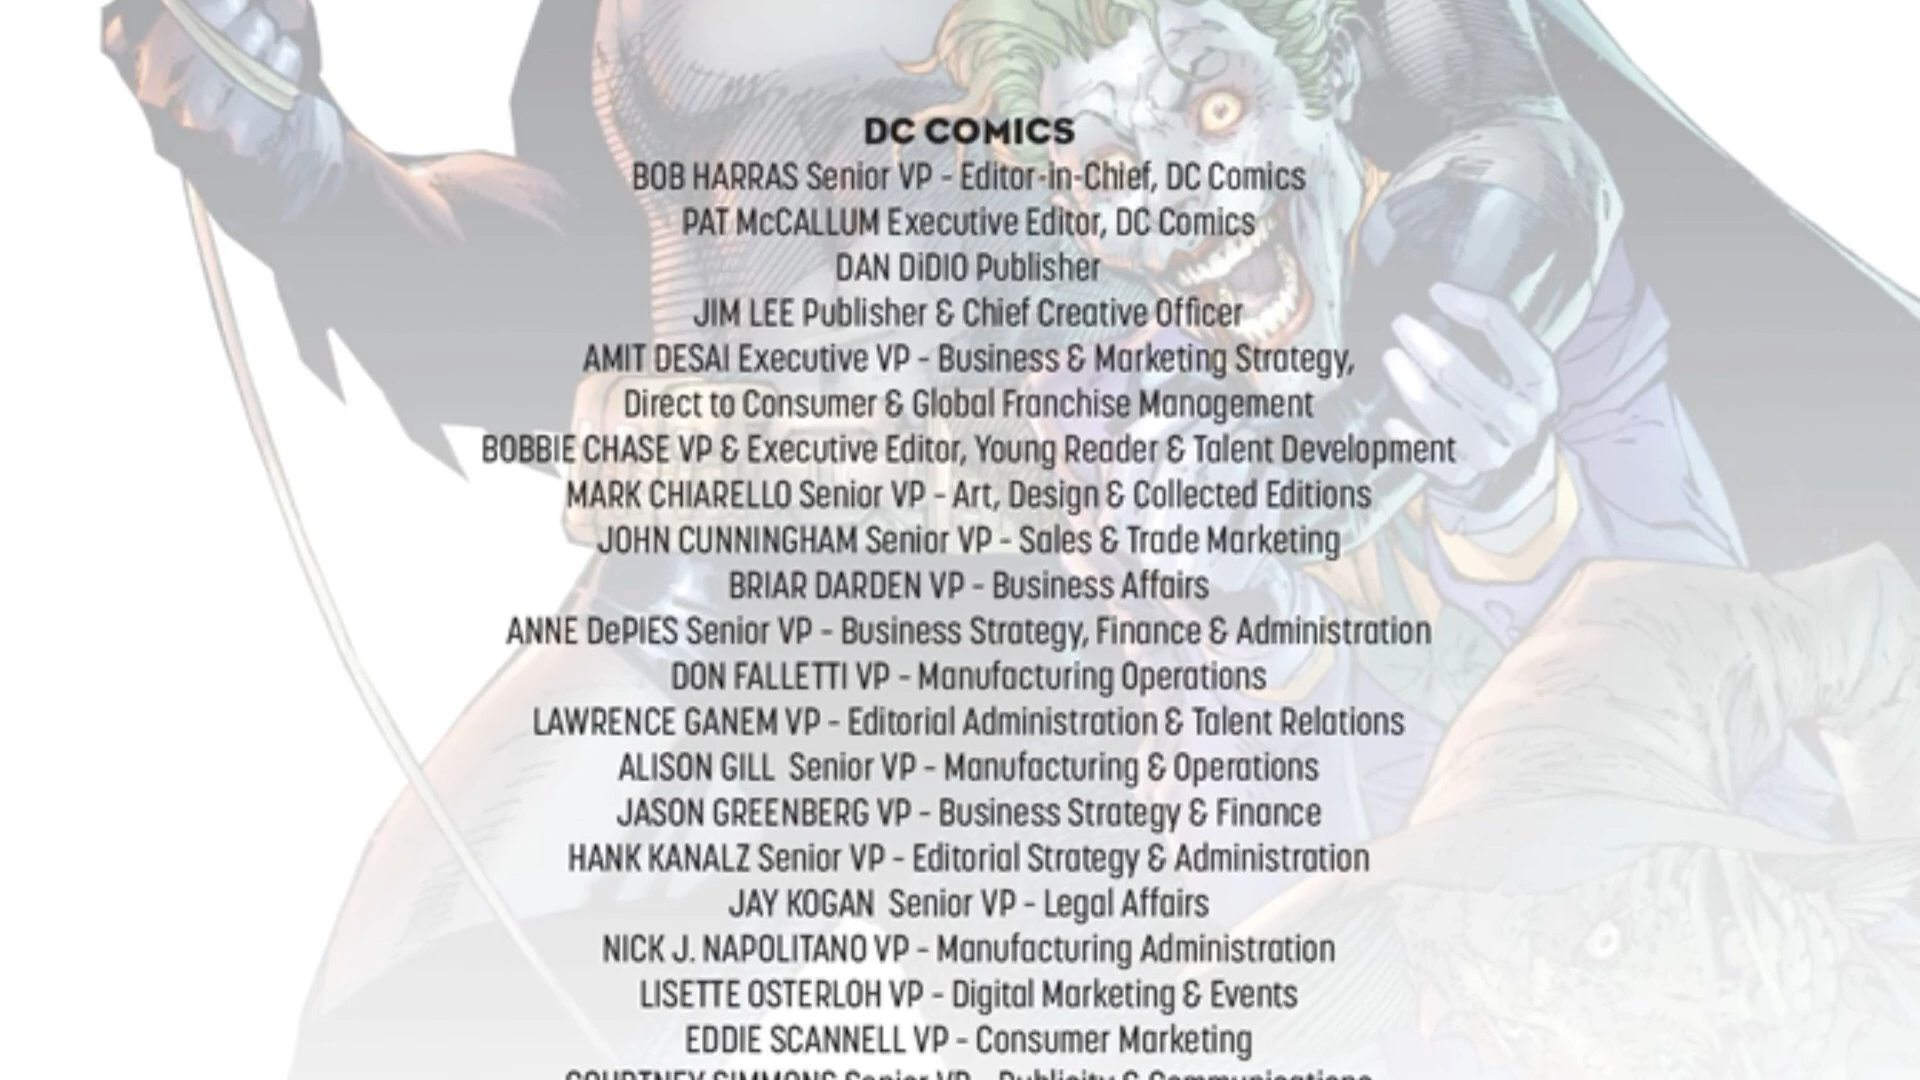 DC COMICS
BOB HARRAS Senior VP – Editor-in-Chief, DC Comics
PAT McCALLUM Executive Editor, DC Comics
DAN DiDIO Publisher
JIM LEE Publisher & Chief Creative Officer
AMIT DESAI Executive VP – Business & Marketing Strategy,
Direct to Consumer & Global Franchise Management
BOBBIE CHASE VP & Executive Editor, Young Reader & Talent Development
MARK CHIARELLO Senior VP – Art, Design & Collected Editions
JOHN CUNNINGHAM Senior VP – Sales & Trade Marketing
BRIAR DARDEN VP – Business Affairs
ANNE DePIES Senior VP – Business Strategy, Finance & Administration
DON FALLETTI VP – Manufacturing Operations
LAWRENCE GANEM VP – Editorial Administration & Talent Relations
ALISON GILL Senior VP – Manufacturing & Operations
JASON GREENBERG VP – Business Strategy & Finance
HANK KANALZ Senior VP – Editorial Strategy & Administration
JAY KOGAN Senior VP – Legal Affairs
NICK J. NAPOLITANO VP – Manufacturing Administration
LISETTE OSTERLOH VP – Digital Marketing & Events
EDDIE SCANNELL VP – Consumer Marketing
COURTNEY SIMMONS Senior VP – Publicity & Communications